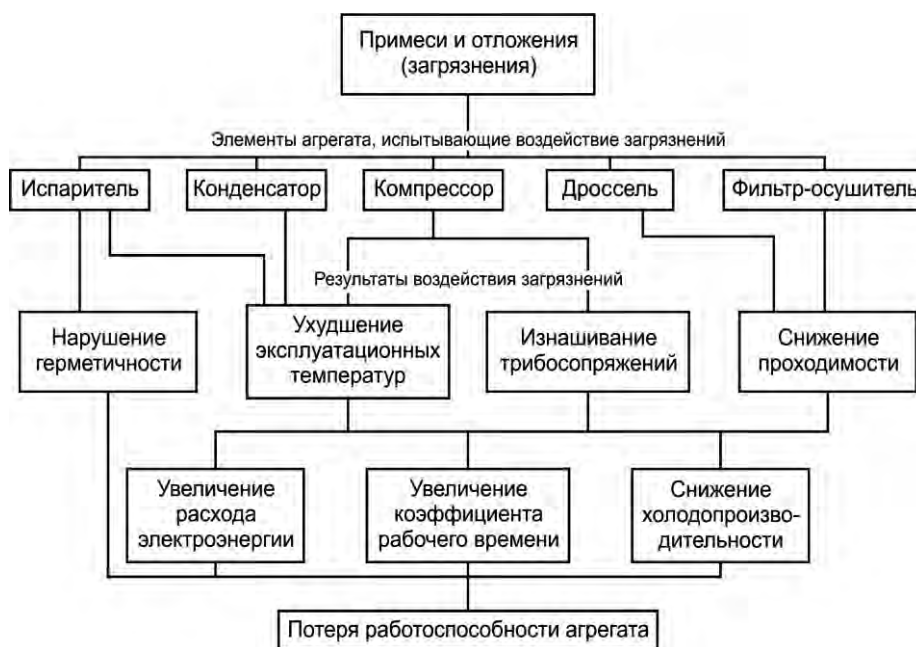 Примеси и отложения
(загрязнения)
Элементы агрегата, испытывающие воздействие загрязнений
Испаритель
Конденсатор
Компрессор
Дроссель
Фильтр-осушитель
Результаты воздействия загрязнений
Нарушение
герметичности
Ухудшение
эксплуатационных
температур
Изнашивание
трибосопряжений
Снижение
проходимости
Увеличение
расхода
электроэнергии
Увеличение
коэффициента
рабочего времени
Снижение
холодопроизво-
дительности
Потеря работоспособности агрегата